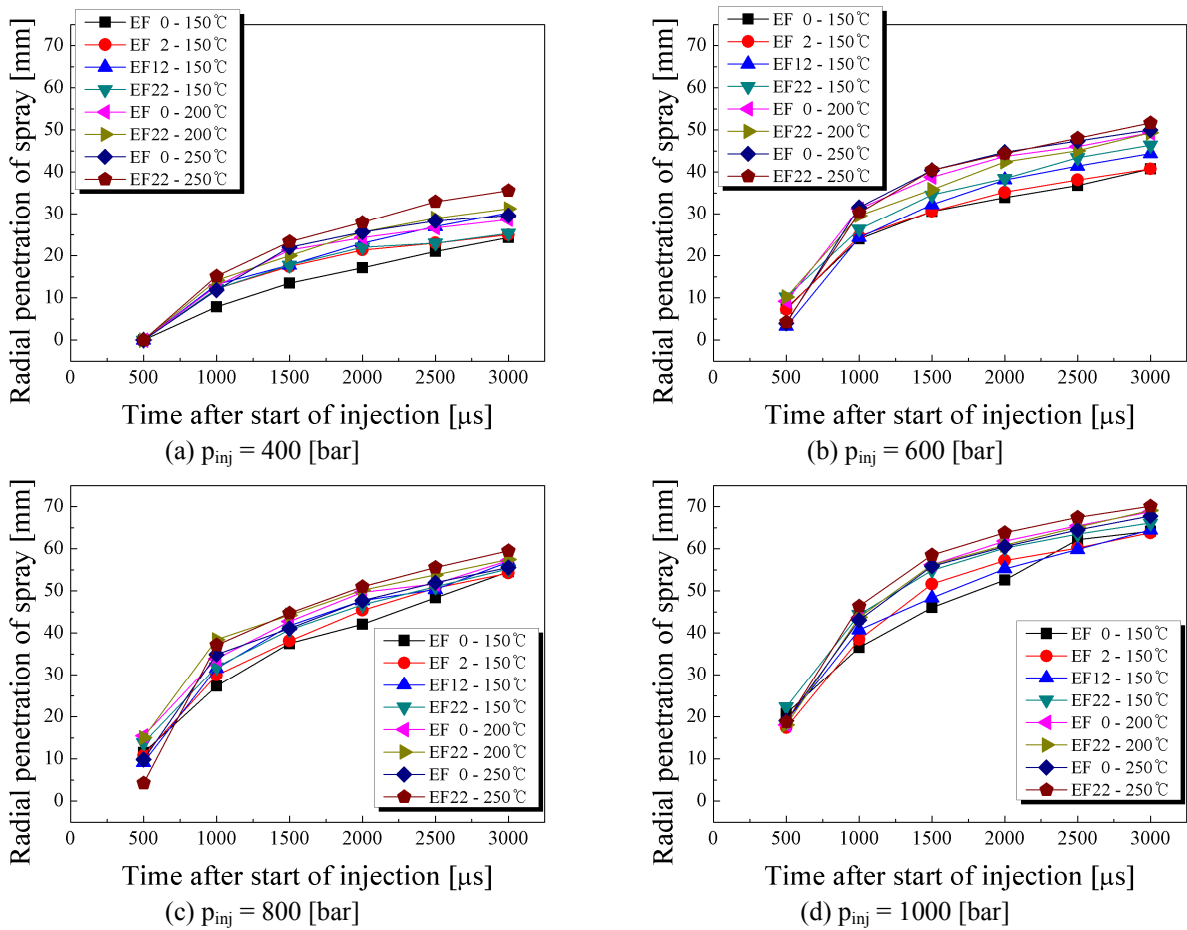 Radial penetration of spray [mm]
70
60
50
40
30
20
10
0
EF 0 - 150℃
EF 2 - 150℃
EF12 - 150℃
EF22 - 150℃
EF 0 - 200℃
EF22 - 200℃
EF 0 - 250℃
EF22 - 250℃
0 500 1000 1500 2000 2500 3000
Time after start of injection [μs]
(a) pinj = 400 [bar]
Radial penetration of spray [mm]
70
60
50
40
30
20
10
0
EF 0 - 150℃
EF 2 - 150℃
EF12 - 150℃
EF22 - 150℃
EF 0 - 200℃
EF22 - 200℃
EF 0 - 250℃
EF22 - 250℃
0 500 1000 1500 2000 2500 3000
Time after start of injection [μs]
(b) pinj = 600 [bar]
Radial penetration of spray [mm]
70
60
50
40
30
20
10
0
EF 0 - 150℃
EF 2 - 150℃
EF12 - 150℃
EF22 - 150℃
EF 0 - 200℃
EF22 - 200℃
EF 0 - 250℃
EF22 - 250℃
0 500 1000 1500 2000 2500 3000
Time after start of injection [μs]
(c) pinj = 800 [bar]
Radial penetration of spray [mm]
70
60
50
40
30
20
10
0
EF 0 - 150℃
EF 2 - 150℃
EF12 - 150℃
EF22 - 150℃
EF 0 - 200℃
EF22 - 200℃
EF 0 - 250℃
EF22 - 250℃
0 500 1000 1500 2000 2500 3000
Time after start of injection [μs]
(d) pinj = 1000 [bar]